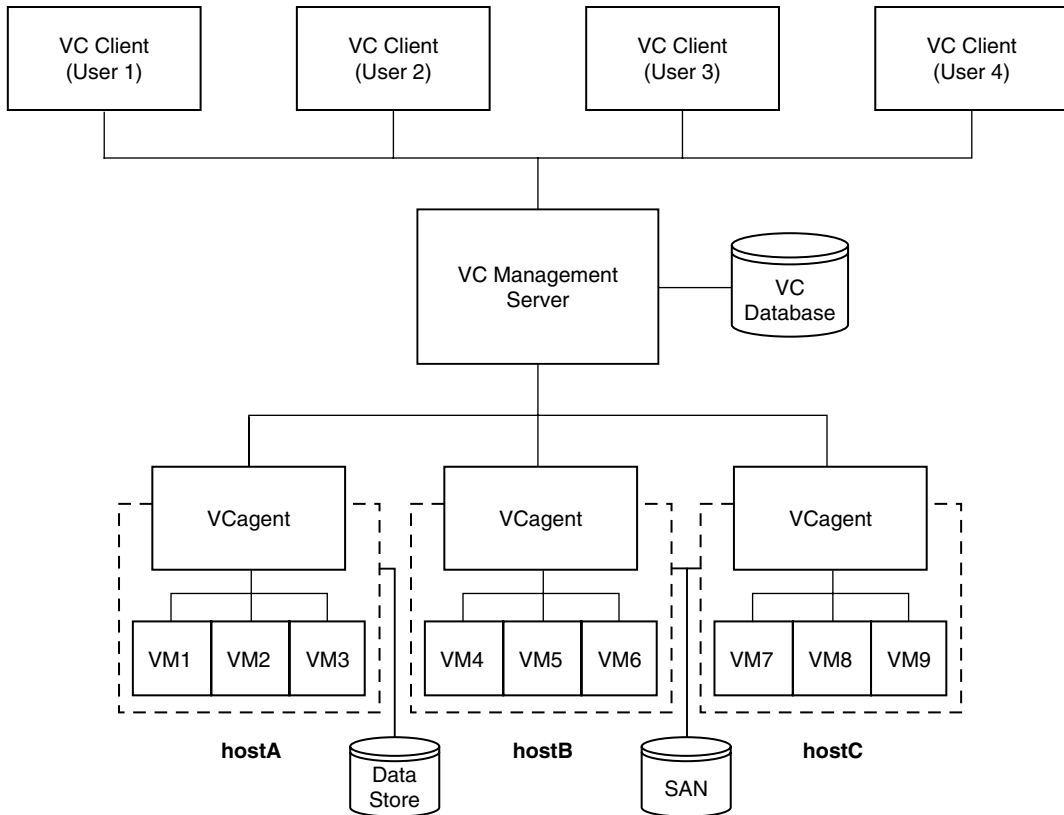 VC Client
(User 1)
VC Client
(User 2)
VC Client
(User 3)
VC Client
(User 4)
VC Management
Server
VC
Database
VCagent
VCagent
VCagent
VM1
VM2
VM3
VM4
VM5
VM6
VM7
VM8
VM9
hostA
hostB
hostC
Data
Store
SAN